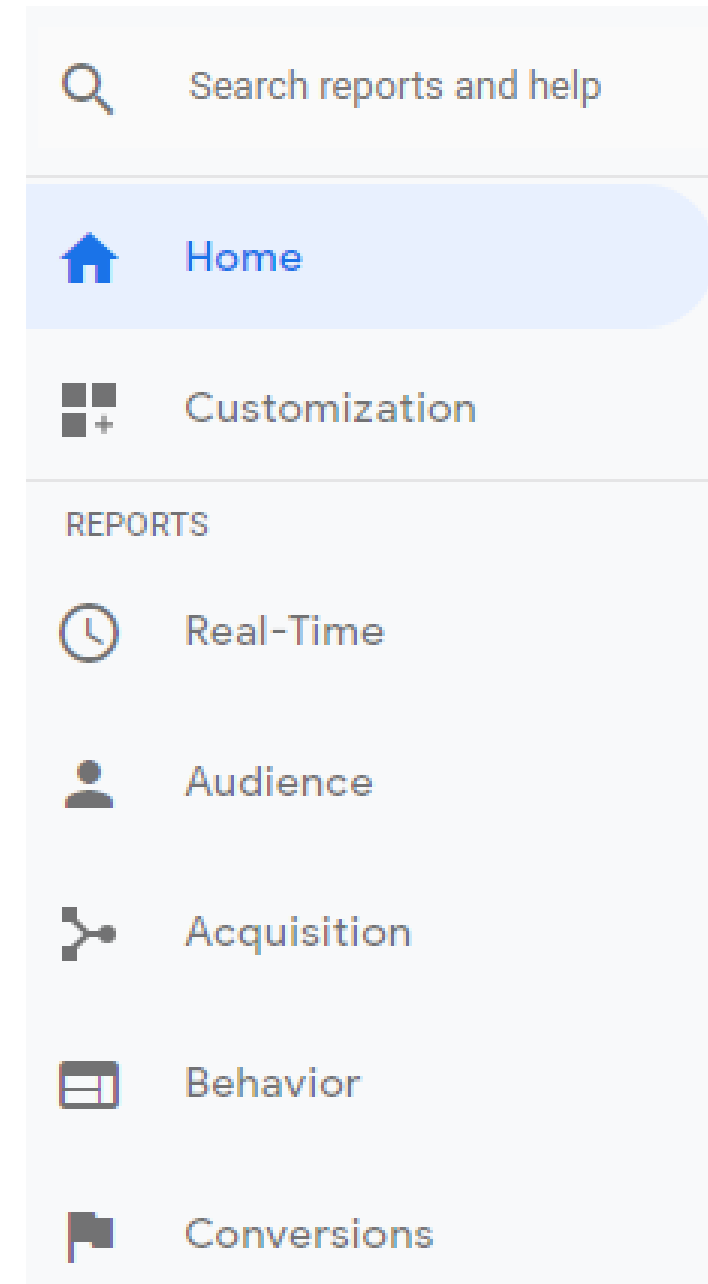 Search reports and help
Home
Customization
REPORTS
Real-Time
Audience
Acquisition
Behavior
Conversions